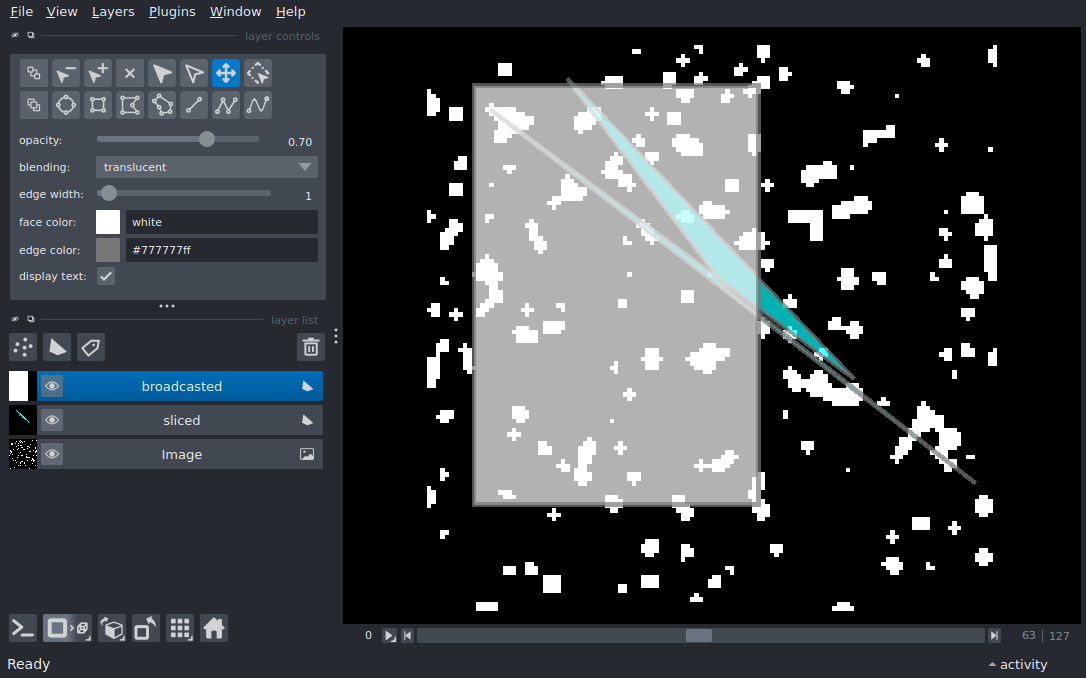 File View Layers Plugins Window Help
layer controls
opacity: 0.70
blending: translucent
edge width: 1
face color: white
edge color: #777777ff
display text:
layer list
broadcasted
sliced
Image
0 63 127
Ready activity